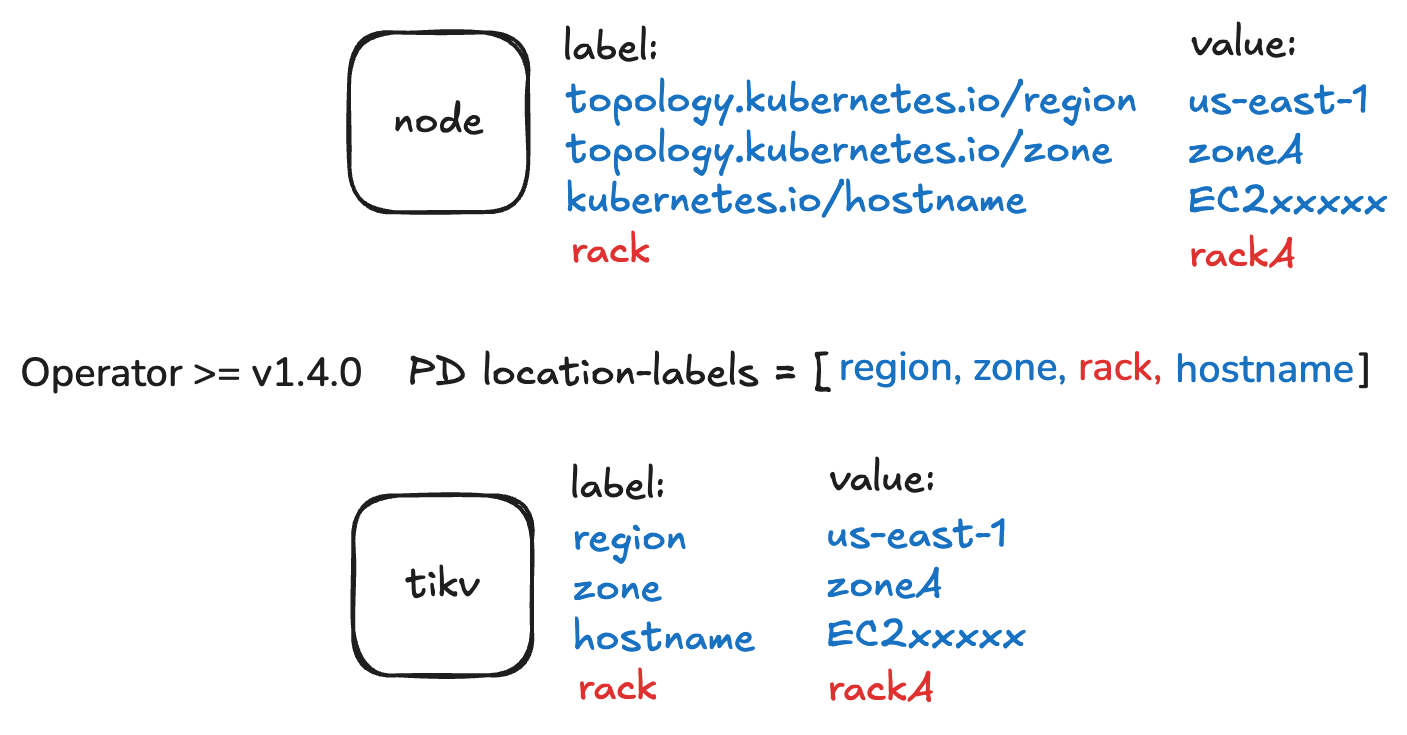 label: value:
node topology.kubernetes.io/region us-east-1
topology.kubernetes.io/zone zoneA
kubernetes.io/hostname EC2xxxxx
rack rackA
Operator >= v1.4.0 PD location-labels = [ region, zone, rack, hostname]
label: value:
region us-east-1
tikv zone zoneA
hostname EC2xxxxx
rack rackA